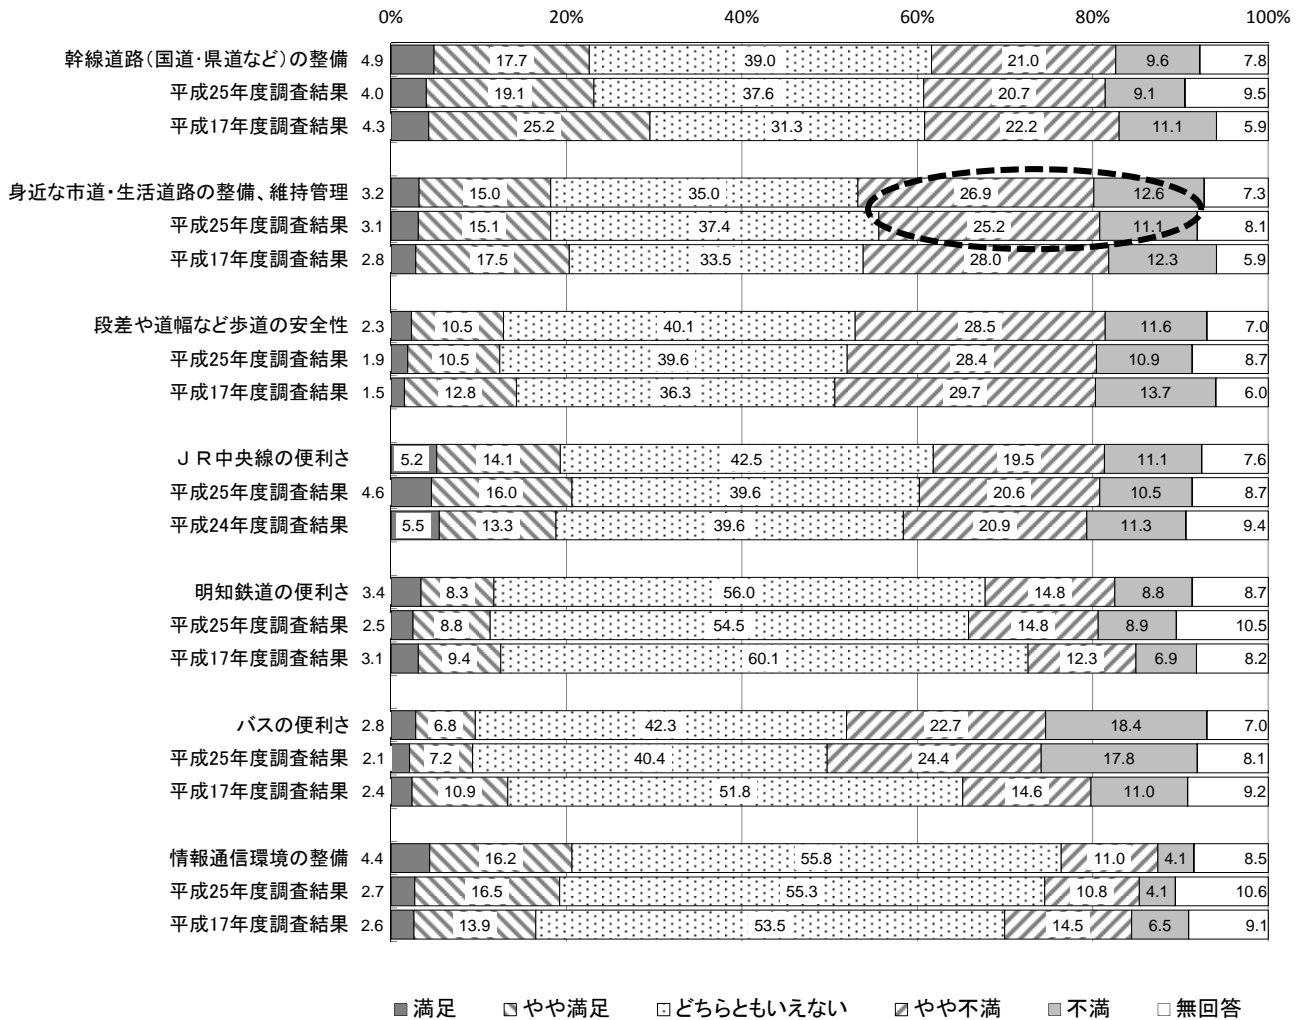 0% 20% 40% 60% 80% 100%
幹線道路(国道・県道など)の整備 4.9 17.7 39.0 21.0 9.6 7.8
平成25年度調査結果 4.0 19.1 37.6 20.7 9.1 9.5
平成17年度調査結果 4.3 25.2 31.3 22.2 11.1 5.9
身近な市道・生活道路の整備、維持管理 3.2 15.0 35.0 26.9 12.6 7.3
平成25年度調査結果 3.1 15.1 37.4 25.2 11.1 8.1
平成17年度調査結果 2.8 17.5 33.5 28.0 12.3 5.9
段差や道幅など歩道の安全性 2.3 10.5 40.1 28.5 11.6 7.0
平成25年度調査結果 1.9 10.5 39.6 28.4 10.9 8.7
平成17年度調査結果 1.5 12.8 36.3 29.7 13.7 6.0
JR中央線の便利さ 5.2 14.1 42.5 19.5 11.1 7.6
平成25年度調査結果 4.6 16.0 39.6 20.6 10.5 8.7
平成24年度調査結果 5.5 13.3 39.6 20.9 11.3 9.4
明知鉄道の便利さ 3.4 8.3 56.0 14.8 8.8 8.7
平成25年度調査結果 2.5 8.8 54.5 14.8 8.9 10.5
平成17年度調査結果 3.1 9.4 60.1 12.3 6.9 8.2
バスの便利さ 2.8 6.8 42.3 22.7 18.4 7.0
平成25年度調査結果 2.1 7.2 40.4 24.4 17.8 8.1
平成17年度調査結果 2.4 10.9 51.8 14.6 11.0 9.2
情報通信環境の整備 4.4 16.2 55.8 11.0 4.1 8.5
平成25年度調査結果 2.7 16.5 55.3 10.8 4.1 10.6
平成17年度調査結果 2.6 13.9 53.5 14.5 6.5 9.1
満足 やや満足 どちらともいえない やや不満 不満 無回答